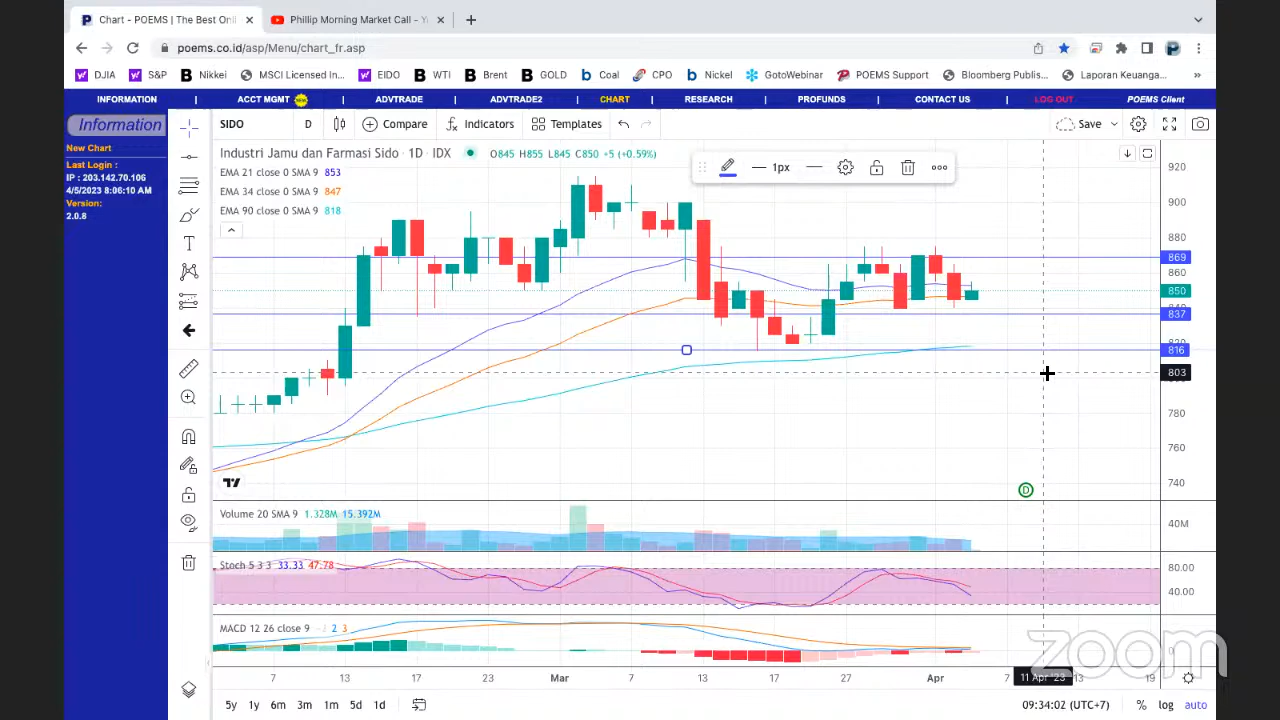 Chart - POEMS | The Best Onli
Phillip Morning Market Call - Y
poems.co.id/asp/Menu/chart_fr.asp
DJIA S&P Nikkei MSCI Licensed In... EIDO WTI Brent GOLD Coal CPO Nickel GotoWebinar POEMS Support Bloomberg Publis... Laporan Keuanga...
INFORMATION | ACCT MGMT NEW | ADVTRADE | ADVTRADE2 | CHART | RESEARCH | PROFUNDS | CONTACT US | LOG OUT POEMS Client
Information
New Chart
Last Login :
IP : 203.142.70.106
4/5/2023 8:06:10 AM
Version:
2.0.8
SIDO D Compare Indicators Templates Save
Industri Jamu dan Farmasi Sido · 1D · IDX O845 H855 L845 C850 +5 (+0.59%)
1px
EMA 21 close 0 SMA 9 853
EMA 34 close 0 SMA 9 847
EMA 90 close 0 SMA 9 818
920
900
880
869
860
850
837
816
803
780
760
740
D
Volume 20 SMA 9 1.328M 15.392M
40M
Stoch 5 3 3 33.33 47.78
80.00
40.00
MACD 12 26 close 9 2 3
0
zoom
7 13 17 23 Mar 7 13 17 23 27 Apr 7 11 Apr '23 13 19
5y 1y 6m 3m 1m 5d 1d
09:34:02 (UTC+7) % log auto